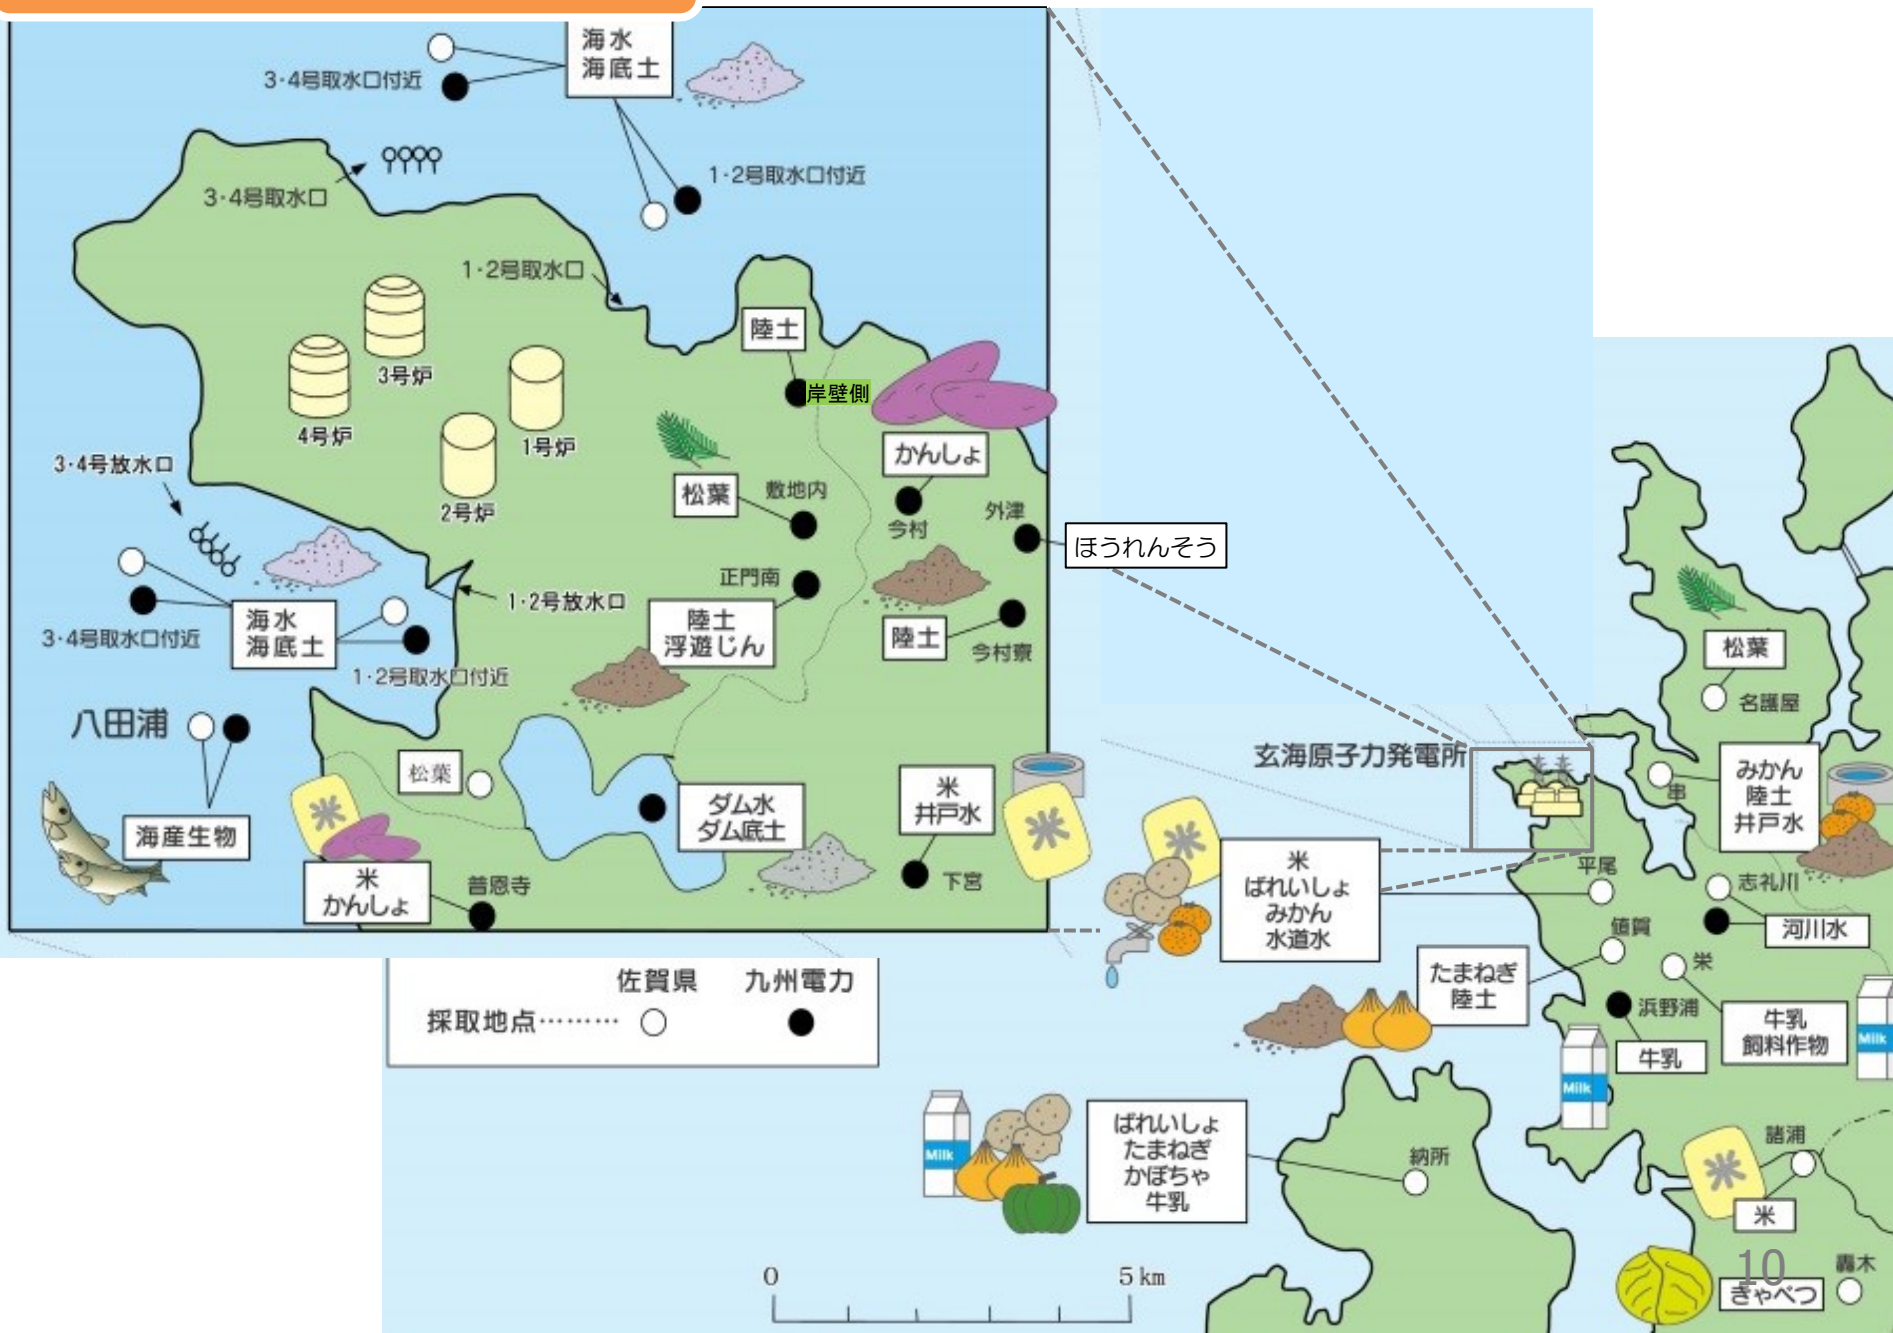 海水
海底土
3・4号取水口付近
1・2号取水口付近
3・4号取水口
1・2号取水口
陸土
岸壁側
3号炉
4号炉
1号炉
2号炉
かんしょ
今村
松葉
敷地内
外津
ほうれんそう
3・4号放水口
正門南
陸土
浮遊じん
陸土
今村寮
1・2号放水口
海水
海底土
3・4号取水口付近
1・2号取水口付近
八田浦
海産生物
松葉
米
米
かんしょ
普恩寺
ダム水
ダム底土
米
井戸水
下宮
米
玄海原子力発電所
松葉
名護屋
串
みかん
陸土
井戸水
米
米
ばれいしょ
みかん
水道水
平尾
志礼川
河川水
値賀
たまねぎ
陸土
栄
浜野浦
牛乳
牛乳
飼料作物
Milk
Milk
佐賀県
九州電力
採取地点………
Milk
ばれいしょ
たまねぎ
かぼちゃ
牛乳
納所
諸浦
米
米
10
きゃべつ
轟木
0
5 km